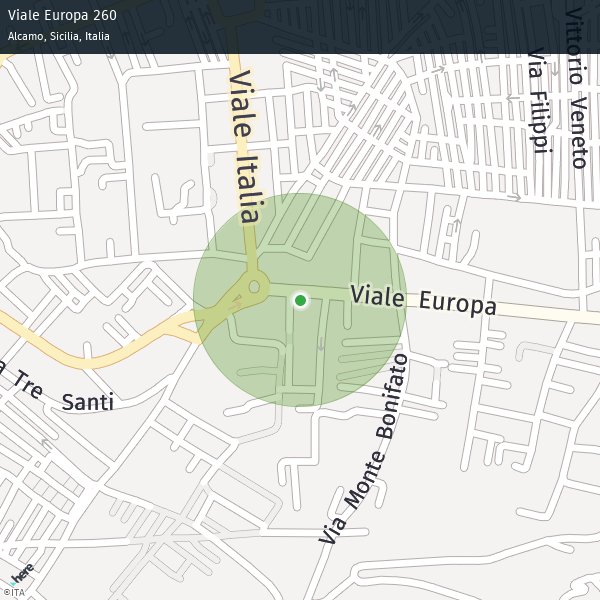 Viale Europa 260
Alcamo, Sicilia, Italia
Vittorio Veneto
Via Filippi
Viale Italia
Viale Europa
Tre Santi
Via Monte Bonifato
here
©ITA